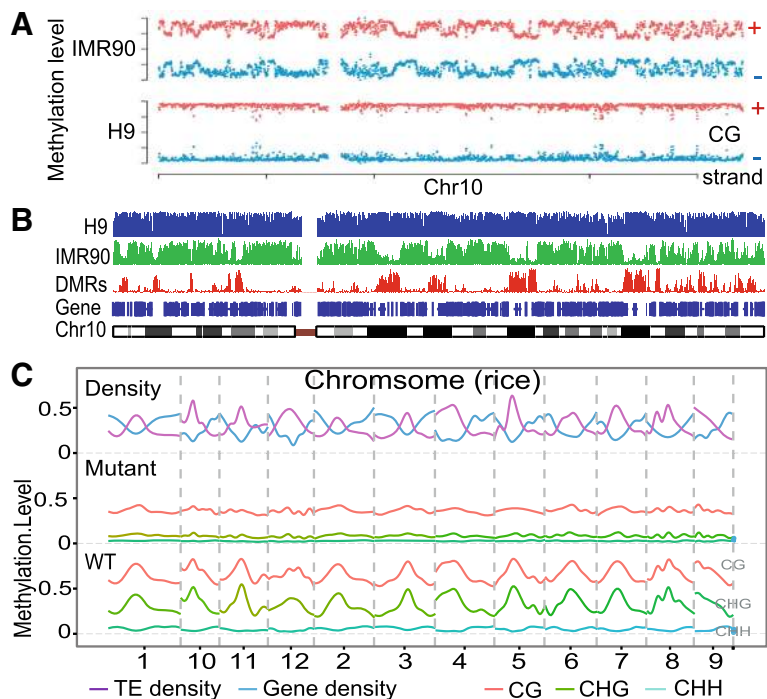 A
Methylation level
IMR90
+
-
H9
+
CG
-
Chr10
strand
B
H9
IMR90
DMRs
Gene
Chr10
C
Chromsome (rice)
Density
0.5
0
Mutant
0.5
0
WT
0.5
0
Methylation.Level
CG
CHG
CHH
1 10 11 12 2 3 4 5 6 7 8 9
TE density Gene density CG CHG CHH